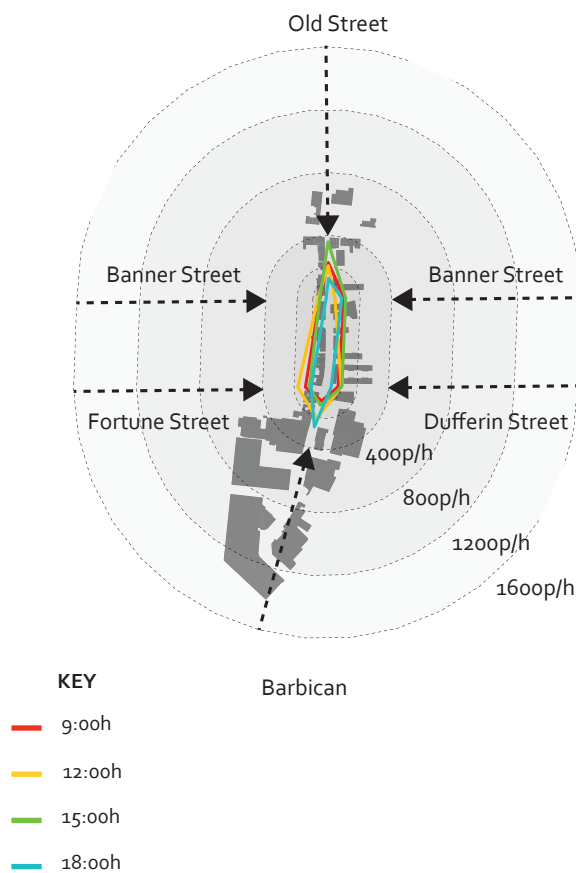 Old Street
Banner Street
Banner Street
Fortune Street
Dufferin Street
400p/h
800p/h
1200p/h
1600p/h
KEY
Barbican
9:00h
12:00h
15:00h
18:00h